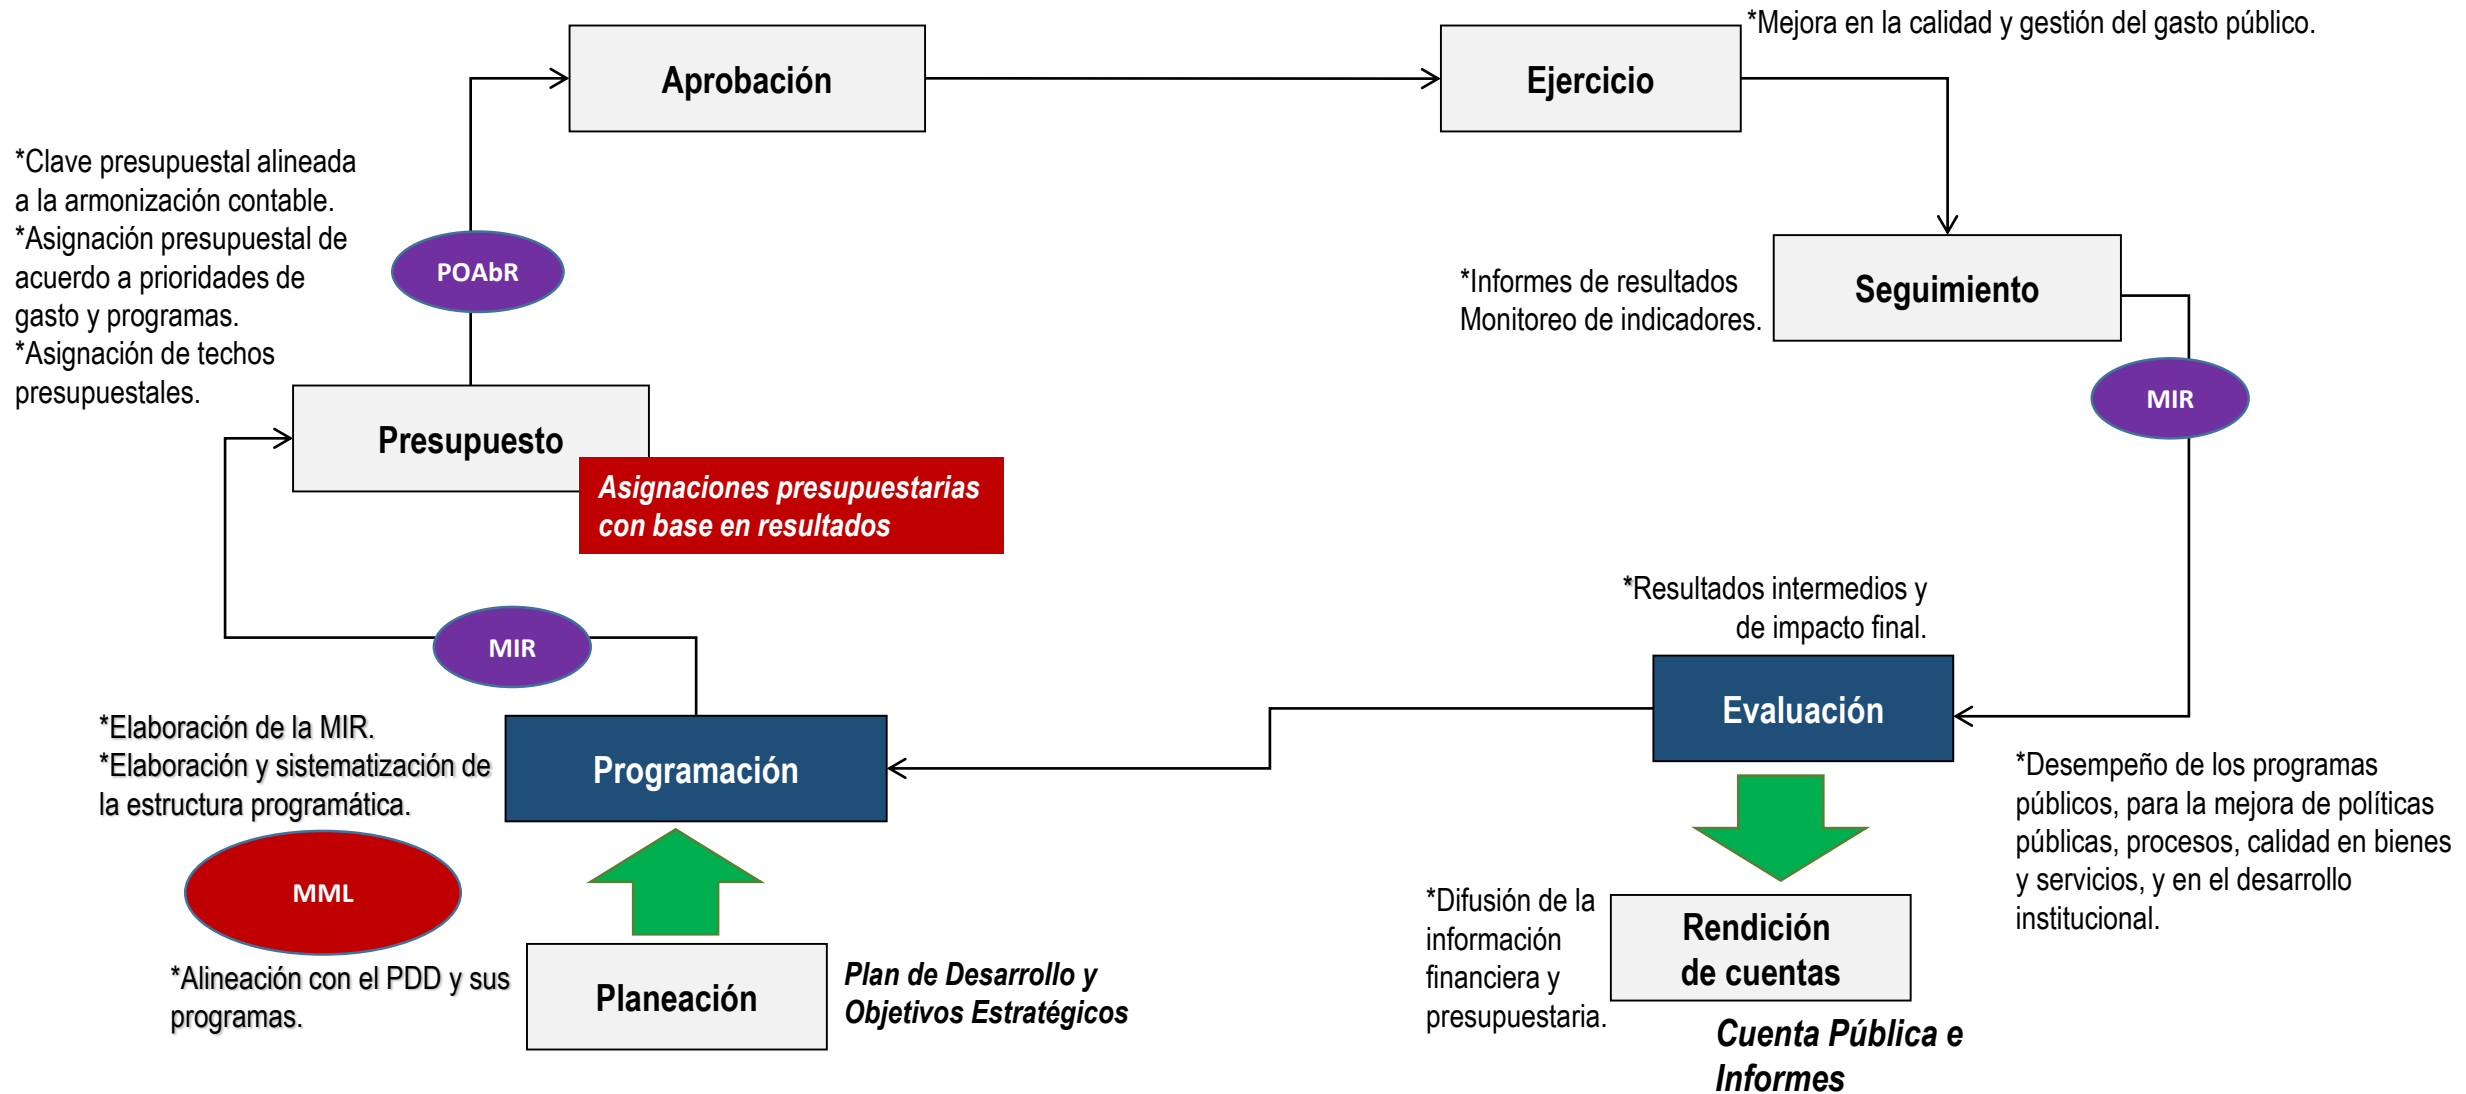 *Mejora en la calidad y gestión del gasto público.
Aprobación
Ejercicio
*Clave presupuestal alineada
a la armonización contable.
*Asignación presupuestal de
acuerdo a prioridades de
gasto y programas.
*Asignación de techos
presupuestales.
POAbR
*Informes de resultados
Monitoreo de indicadores.
Seguimiento
MIR
Presupuesto
Asignaciones presupuestarias
con base en resultados
*Resultados intermedios y
de impacto final.
MIR
Evaluación
*Elaboración de la MIR.
*Elaboración y sistematización de
la estructura programática.
Programación
*Desempeño de los programas
públicos, para la mejora de políticas
públicas, procesos, calidad en bienes
y servicios, y en el desarrollo
institucional.
MML
*Alineación con el PDD y sus
programas.
Planeación
Plan de Desarrollo y
Objetivos Estratégicos
*Difusión de la
información
financiera y
presupuestaria.
Rendición
de cuentas
Cuenta Pública e
Informes